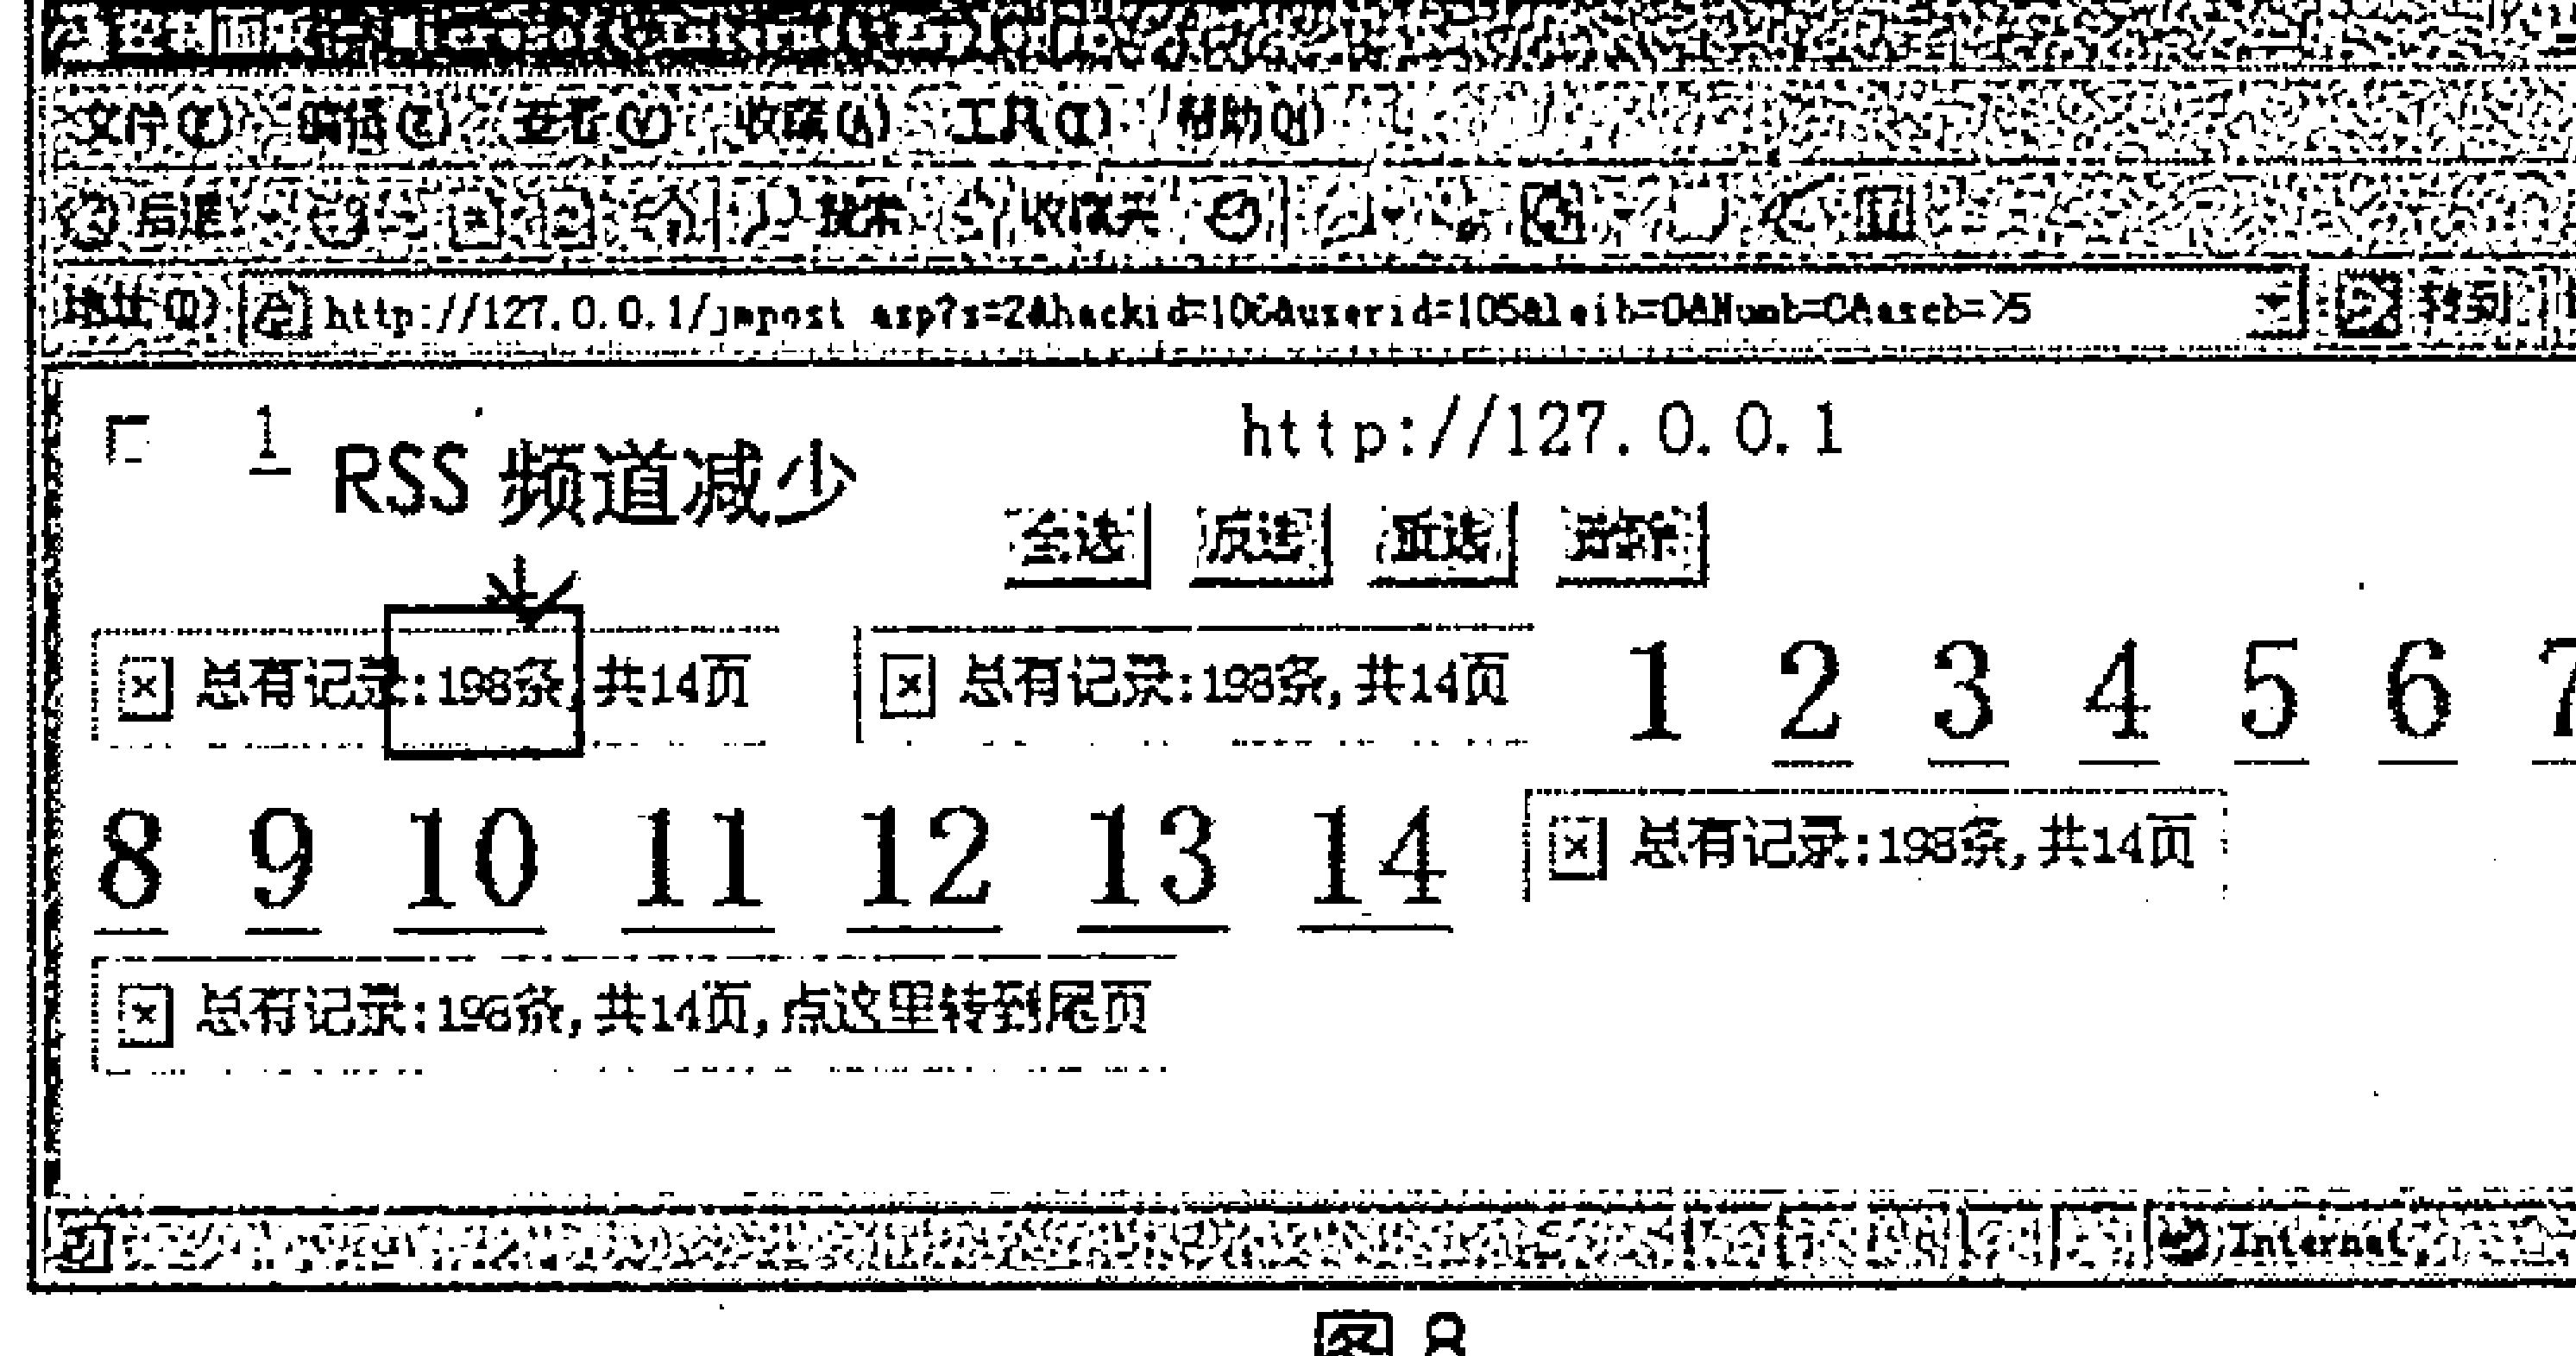 文件(F) 编辑(E) 查看(V) 收藏(A) 工具(T) 帮助(H)
后退 搜索 收藏夹
地址(D) http://127.0.0.1/jmpost asp?s=2&hackid=106&userid=105&leib=0&Numb=0&aseb=>5 转到
1 http://127.0.0.1
RSS 频道减少
全选 反选
总有记录:198条,共14页 总有记录:198条,共14页 1 2 3 4 5 6 7
8 9 10 11 12 13 14 总有记录:198条,共14页
总有记录:198条,共14页,点这里转到尾页
Internet
图 8